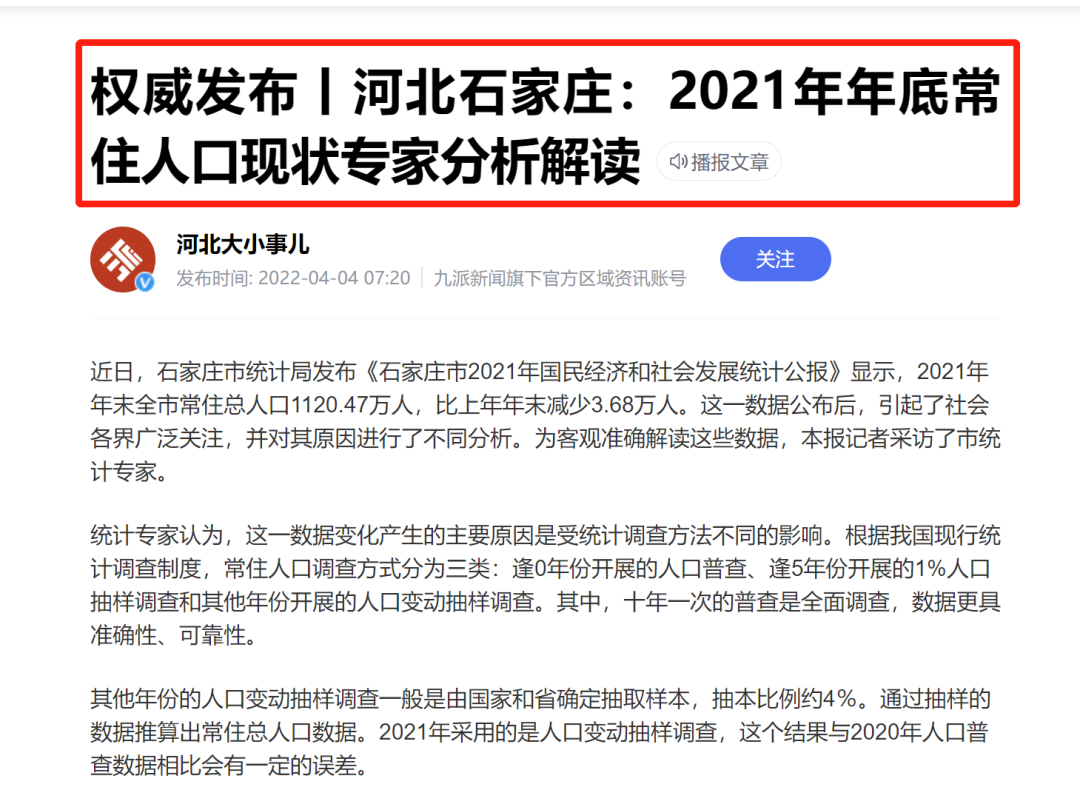 权威发布丨河北石家庄：2021年年底常
住人口现状专家分析解读 播报文章
河北大小事儿
发布时间: 2022-04-04 07:20 九派新闻旗下官方区域资讯账号
关注
近日，石家庄市统计局发布《石家庄市2021年国民经济和社会发展统计公报》显示，2021年
年末全市常住总人口1120.47万人，比上年年末减少3.68万人。这一数据公布后，引起了社会
各界广泛关注，并对其原因进行了不同分析。为客观准确解读这些数据，本报记者采访了市统
计专家。
统计专家认为，这一数据变化产生的主要原因是受统计调查方法不同的影响。根据我国现行统
计调查制度，常住人口调查方式分为三类：逢0年份开展的人口普查、逢5年份开展的1%人口
抽样调查和其他年份开展的人口变动抽样调查。其中，十年一次的普查是全面调查，数据更具
准确性、可靠性。
其他年份的人口变动抽样调查一般是由国家和省确定抽取样本，抽本比例约4%。通过抽样的
数据推算出常住总人口数据。2021年采用的是人口变动抽样调查，这个结果与2020年人口普
查数据相比会有一定的误差。